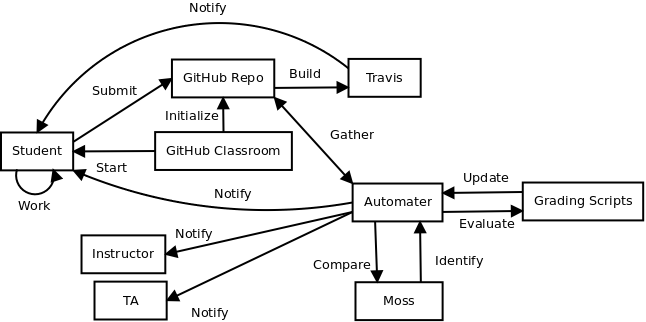 Notify
GitHub Repo
Build
Travis
Submit
Initialize
Gather
Student
GitHub Classroom
Start
Work
Notify
Automater
Update
Grading Scripts
Evaluate
Instructor
Notify
Compare
Identify
TA
Notify
Moss